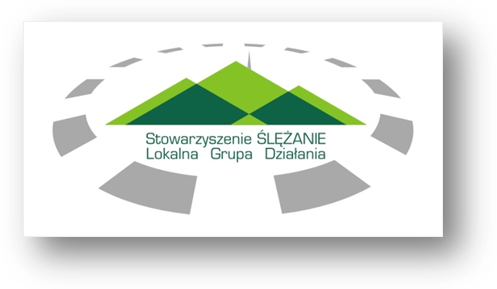 Stowarzyszenie ŚLĘŻANIE
Lokalna Grupa Działania